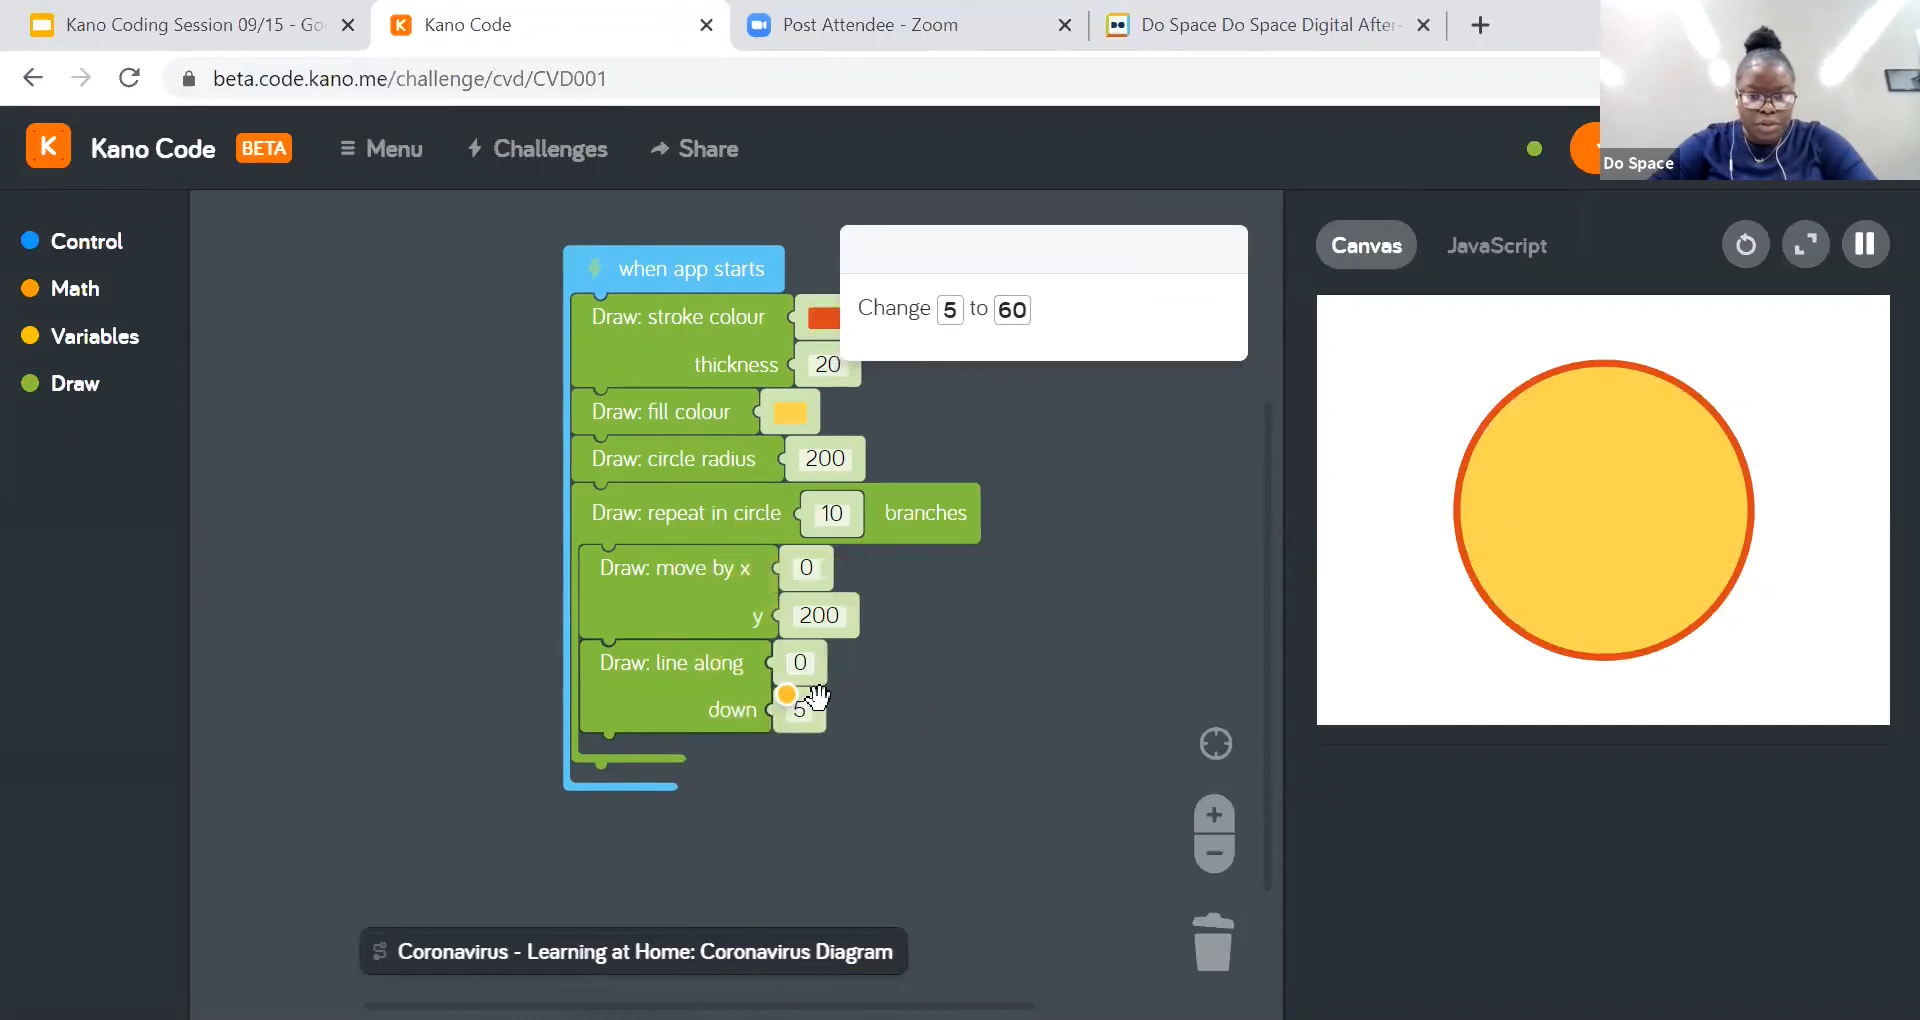 Kano Coding Session 09/15 - Go
Kano Code
Post Attendee - Zoom
Do Space Do Space Digital After-
beta.code.kano.me/challenge/cvd/CVD001
K
Kano Code
BETA
Menu
Challenges
Share
Do Space
Control
Math
Variables
Draw
when app starts
Draw: stroke colour
thickness 20
Draw: fill colour
Draw: circle radius 200
Draw: repeat in circle 10 branches
Draw: move by x 0
y 200
Draw: line along 0
down 5
Change 5 to 60
Canvas
JavaScript
Coronavirus - Learning at Home: Coronavirus Diagram